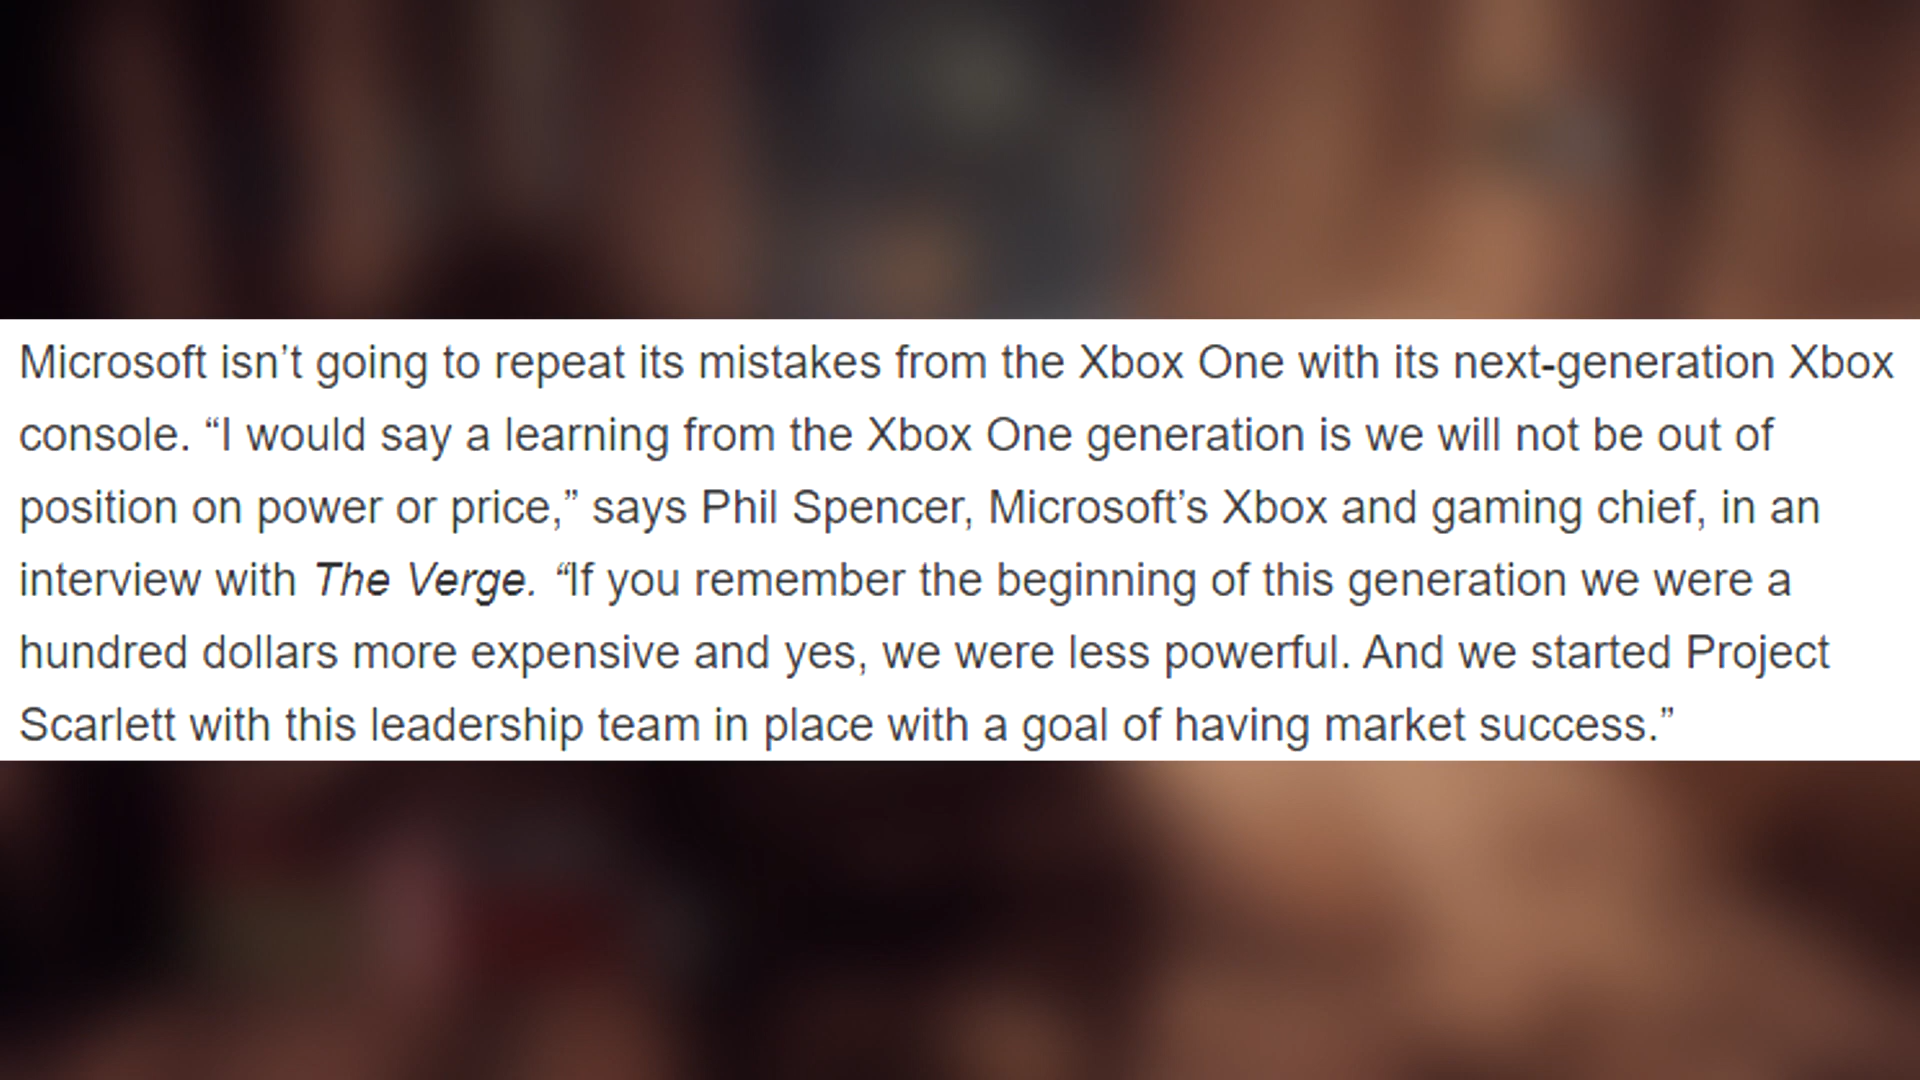 Microsoft isn’t going to repeat its mistakes from the Xbox One with its next-generation Xbox
console. “I would say a learning from the Xbox One generation is we will not be out of
position on power or price,” says Phil Spencer, Microsoft’s Xbox and gaming chief, in an
interview with The Verge. “If you remember the beginning of this generation we were a
hundred dollars more expensive and yes, we were less powerful. And we started Project
Scarlett with this leadership team in place with a goal of having market success.”